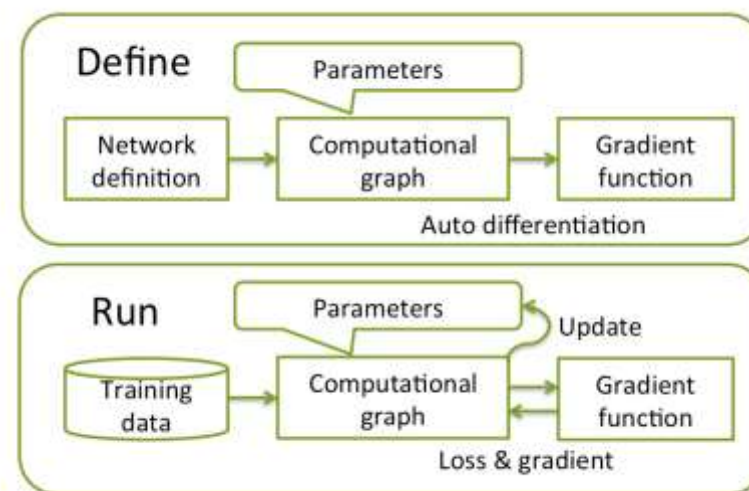 Define
Parameters
Network
definition
Computational
graph
Gradient
function
Auto differentiation
Run
Parameters
Update
Training
data
Computational
graph
Gradient
function
Loss & gradient